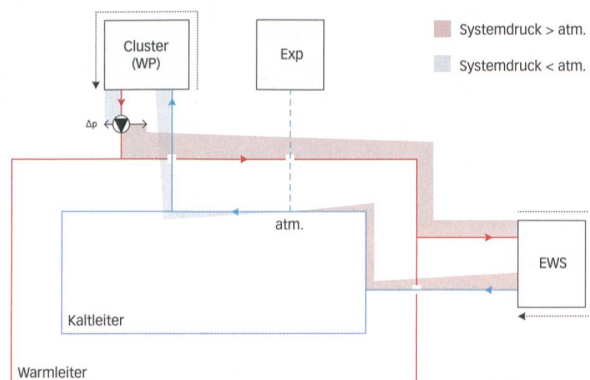 Cluster
(WP)
Exp
Systemdruck > atm.
Systemdruck < atm.
Δp
atm.
EWS
Kaltleiter
Warmleiter